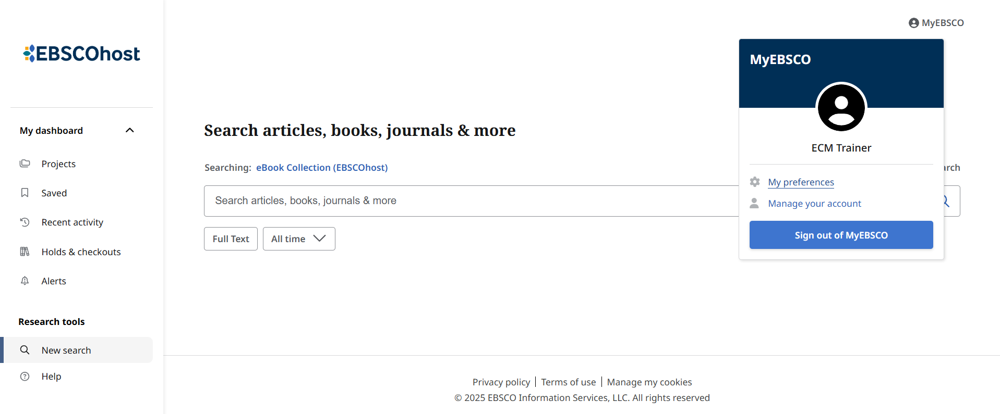 MyEBSCO
EBSCOhost
MyEBSCO
My dashboard
Search articles, books, journals & more
ECM Trainer
Projects
Searching: eBook Collection (EBSCOhost)
My preferences
Saved
Search articles, books, journals & more
Manage your account
Recent activity
Full Text
All time
Sign out of MyEBSCO
Holds & checkouts
Alerts
Research tools
New search
Help
Privacy policy
Terms of use
Manage my cookies
© 2025 EBSCO Information Services, LLC. All rights reserved